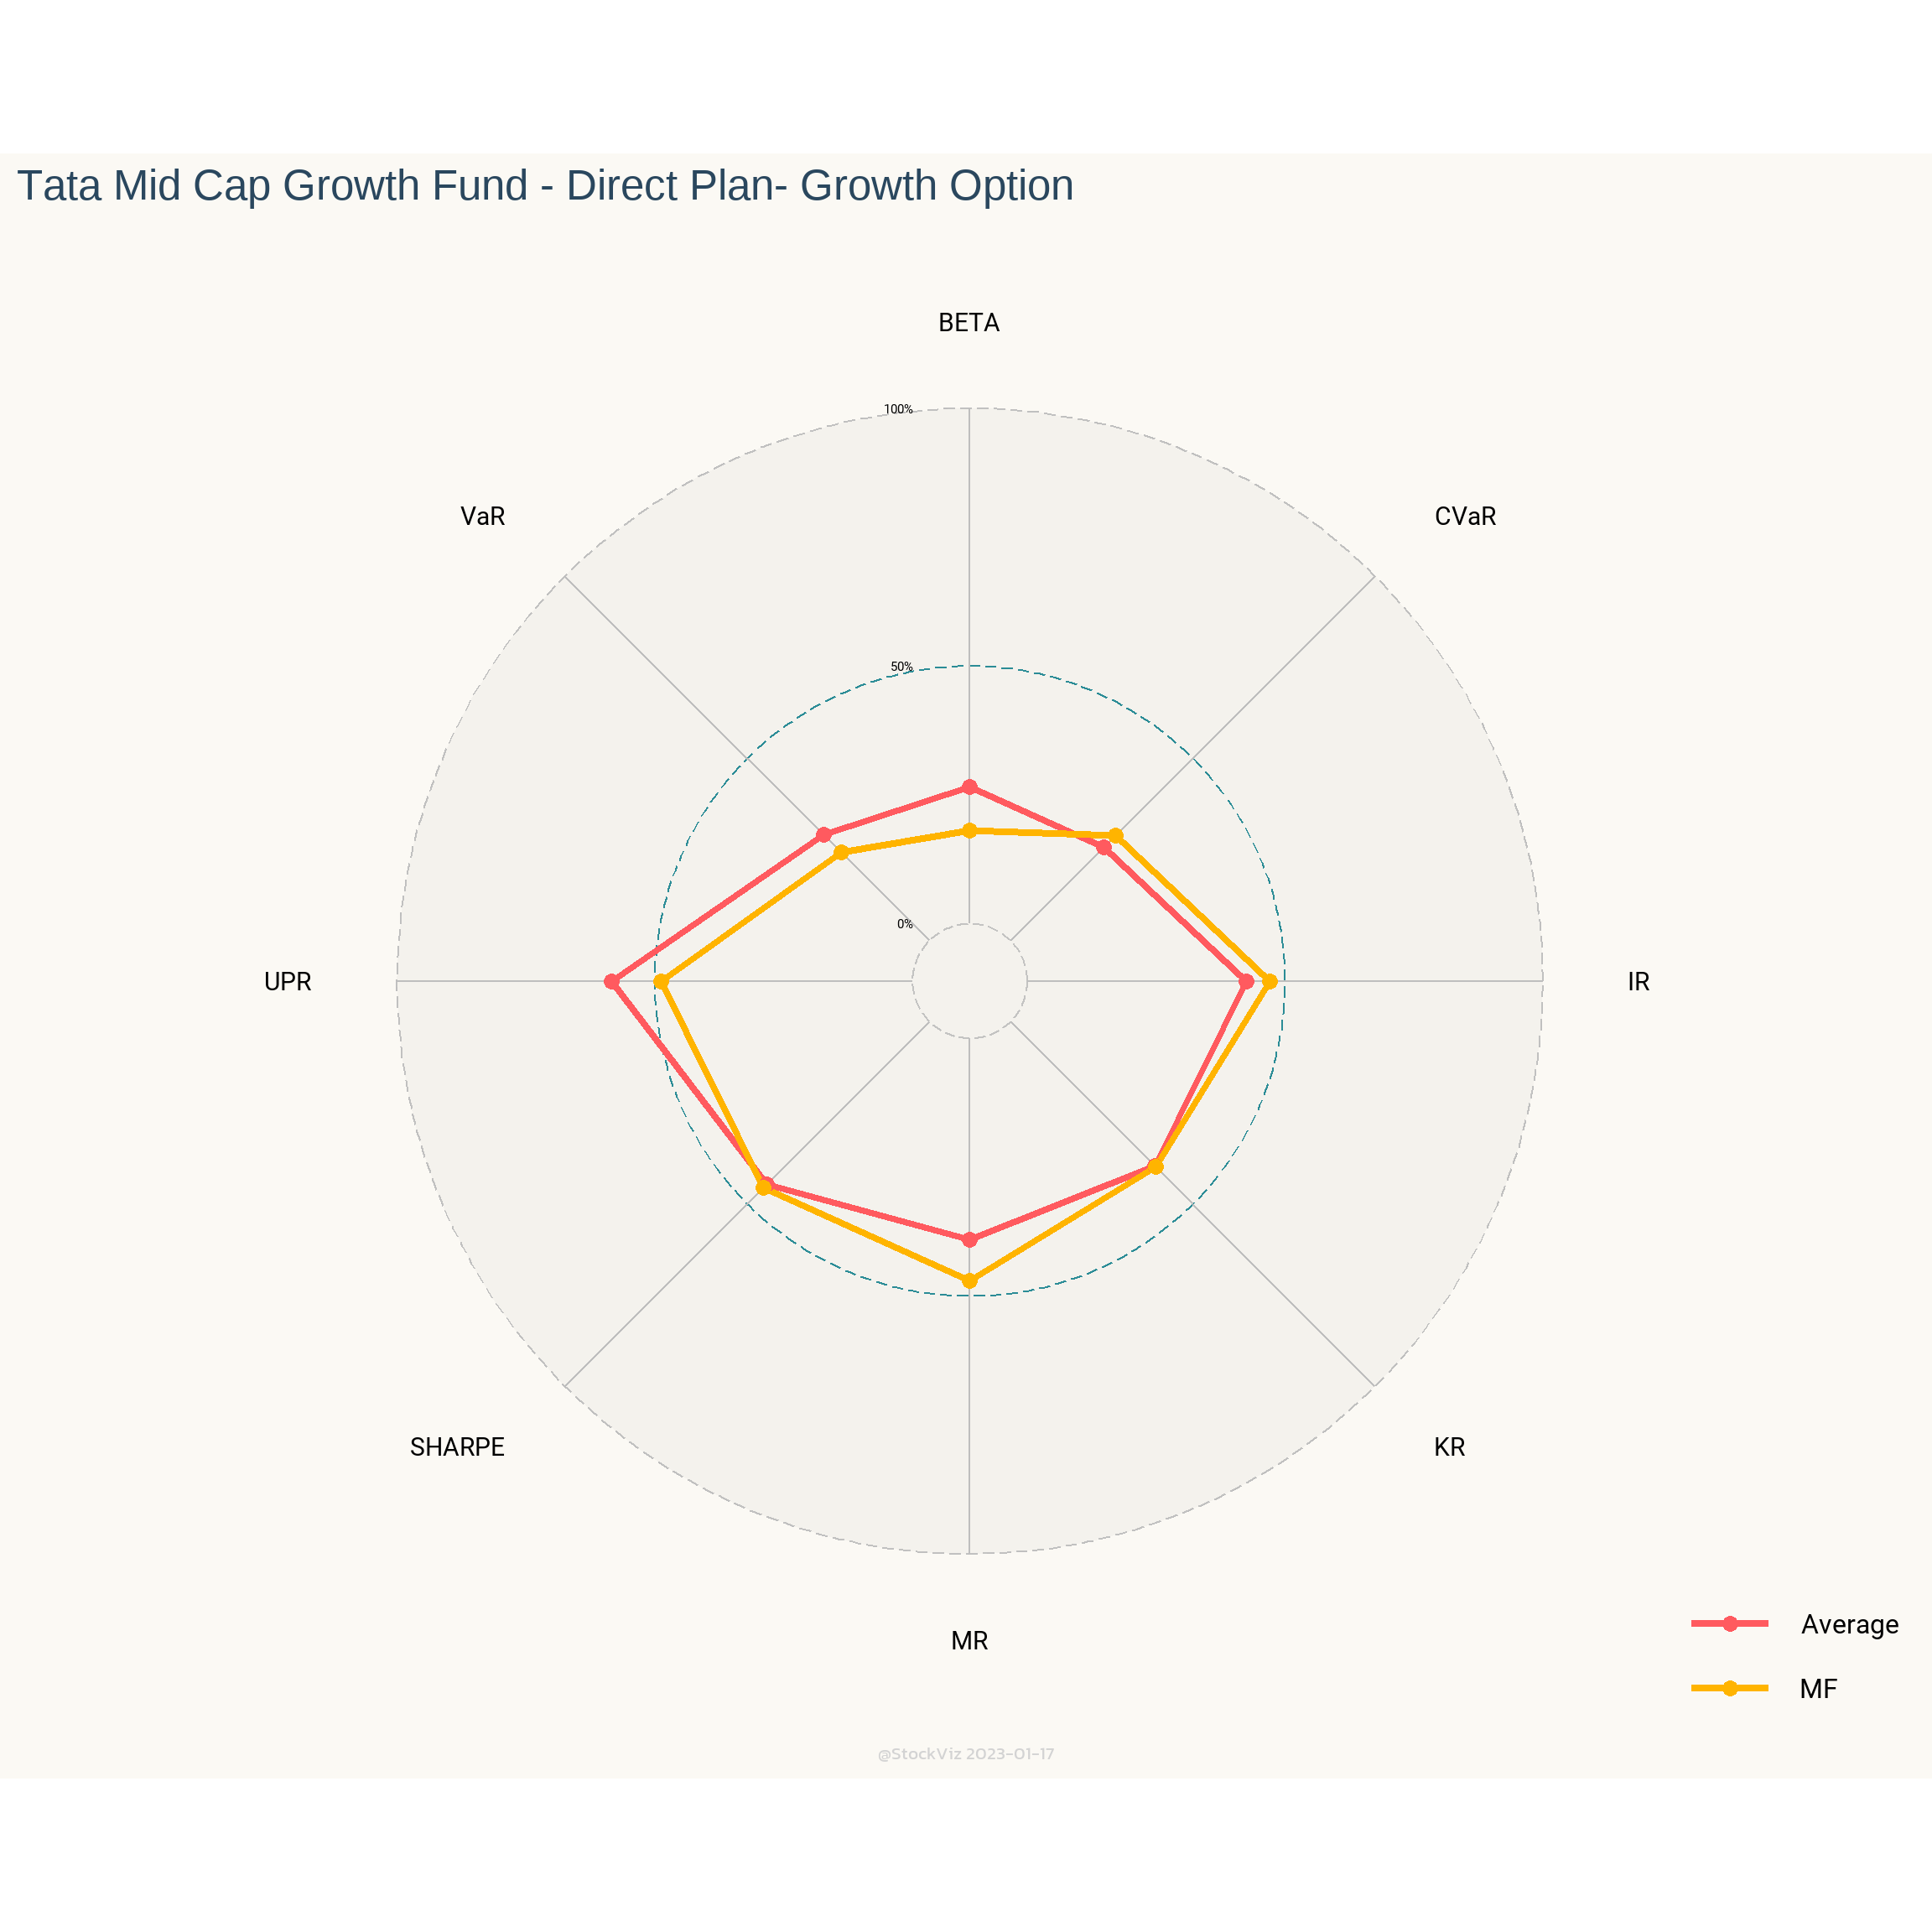 Tata Mid Cap Growth Fund - Direct Plan- Growth Option
BETA
100%
VaR
CVaR
50%
0%
UPR
IR
SHARPE
KR
MR
Average
MF
@StockViz 2023-01-17